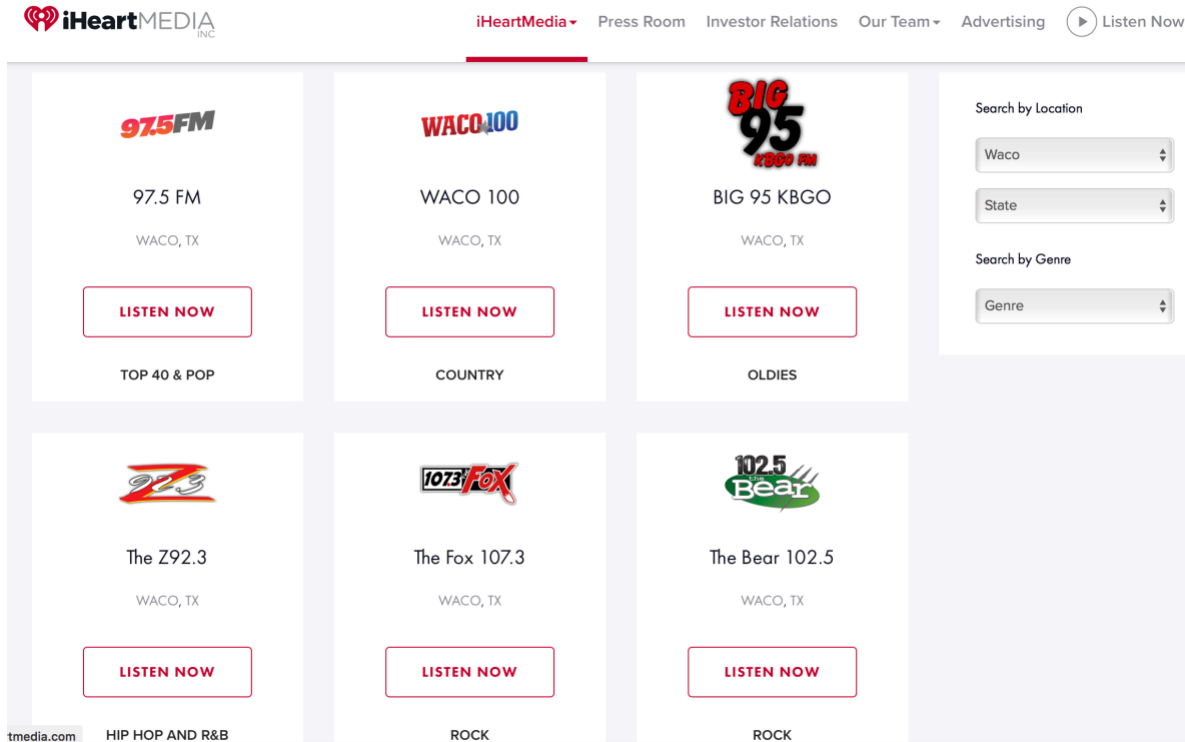 iHeartMEDIA
INC
iHeartMedia Press Room Investor Relations Our Team Advertising Listen Now
97.5FM
97.5 FM
WACO, TX
LISTEN NOW
TOP 40 & POP
WACO 100
WACO 100
WACO, TX
LISTEN NOW
COUNTRY
BIG
95
KBGO FM
BIG 95 KBGO
WACO, TX
LISTEN NOW
OLDIES
Search by Location
Waco
State
Search by Genre
Genre
Z
92.3
The Z92.3
WACO, TX
LISTEN NOW
HIP HOP AND R&B
107.3 FOX
The Fox 107.3
WACO, TX
LISTEN NOW
ROCK
102.5
the
Bear
The Bear 102.5
WACO, TX
LISTEN NOW
ROCK
tmedia.com